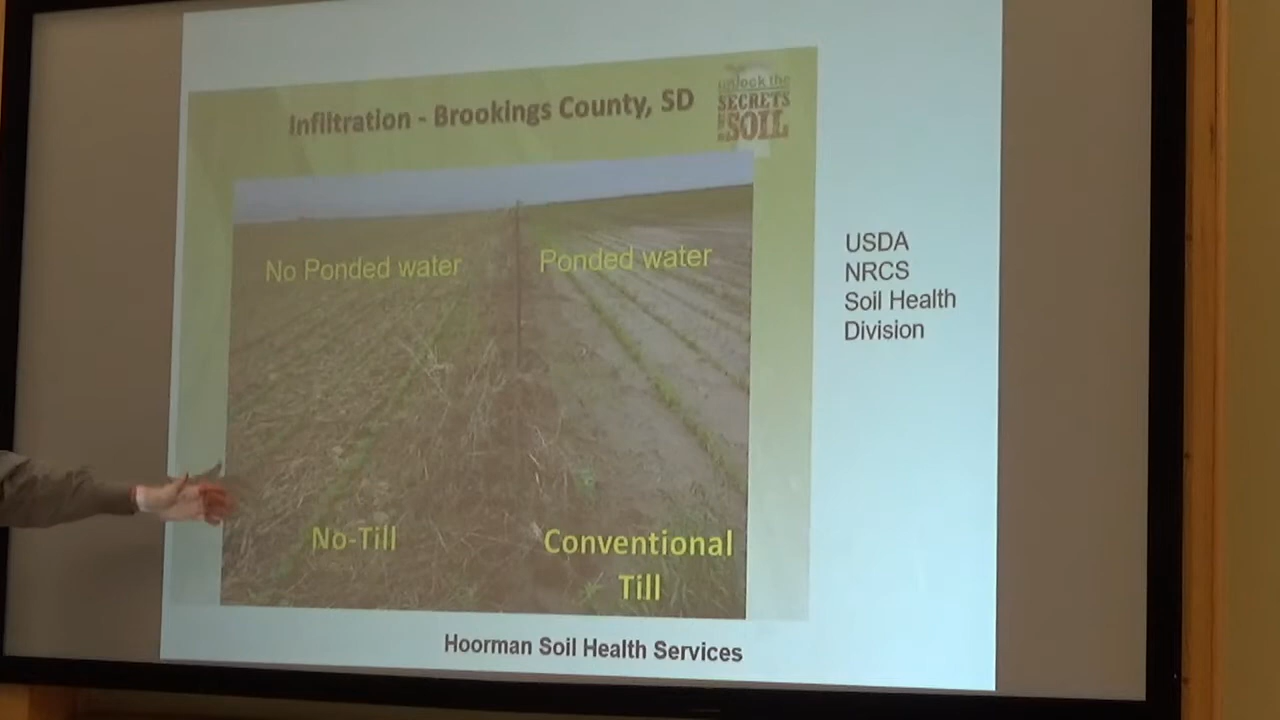 Infiltration - Brookings County, SD
unlock the
SECRETS
SOIL
No Ponded water
Ponded water
USDA
NRCS
Soil Health
Division
No-Till
Conventional
Till
Hoorman Soil Health Services